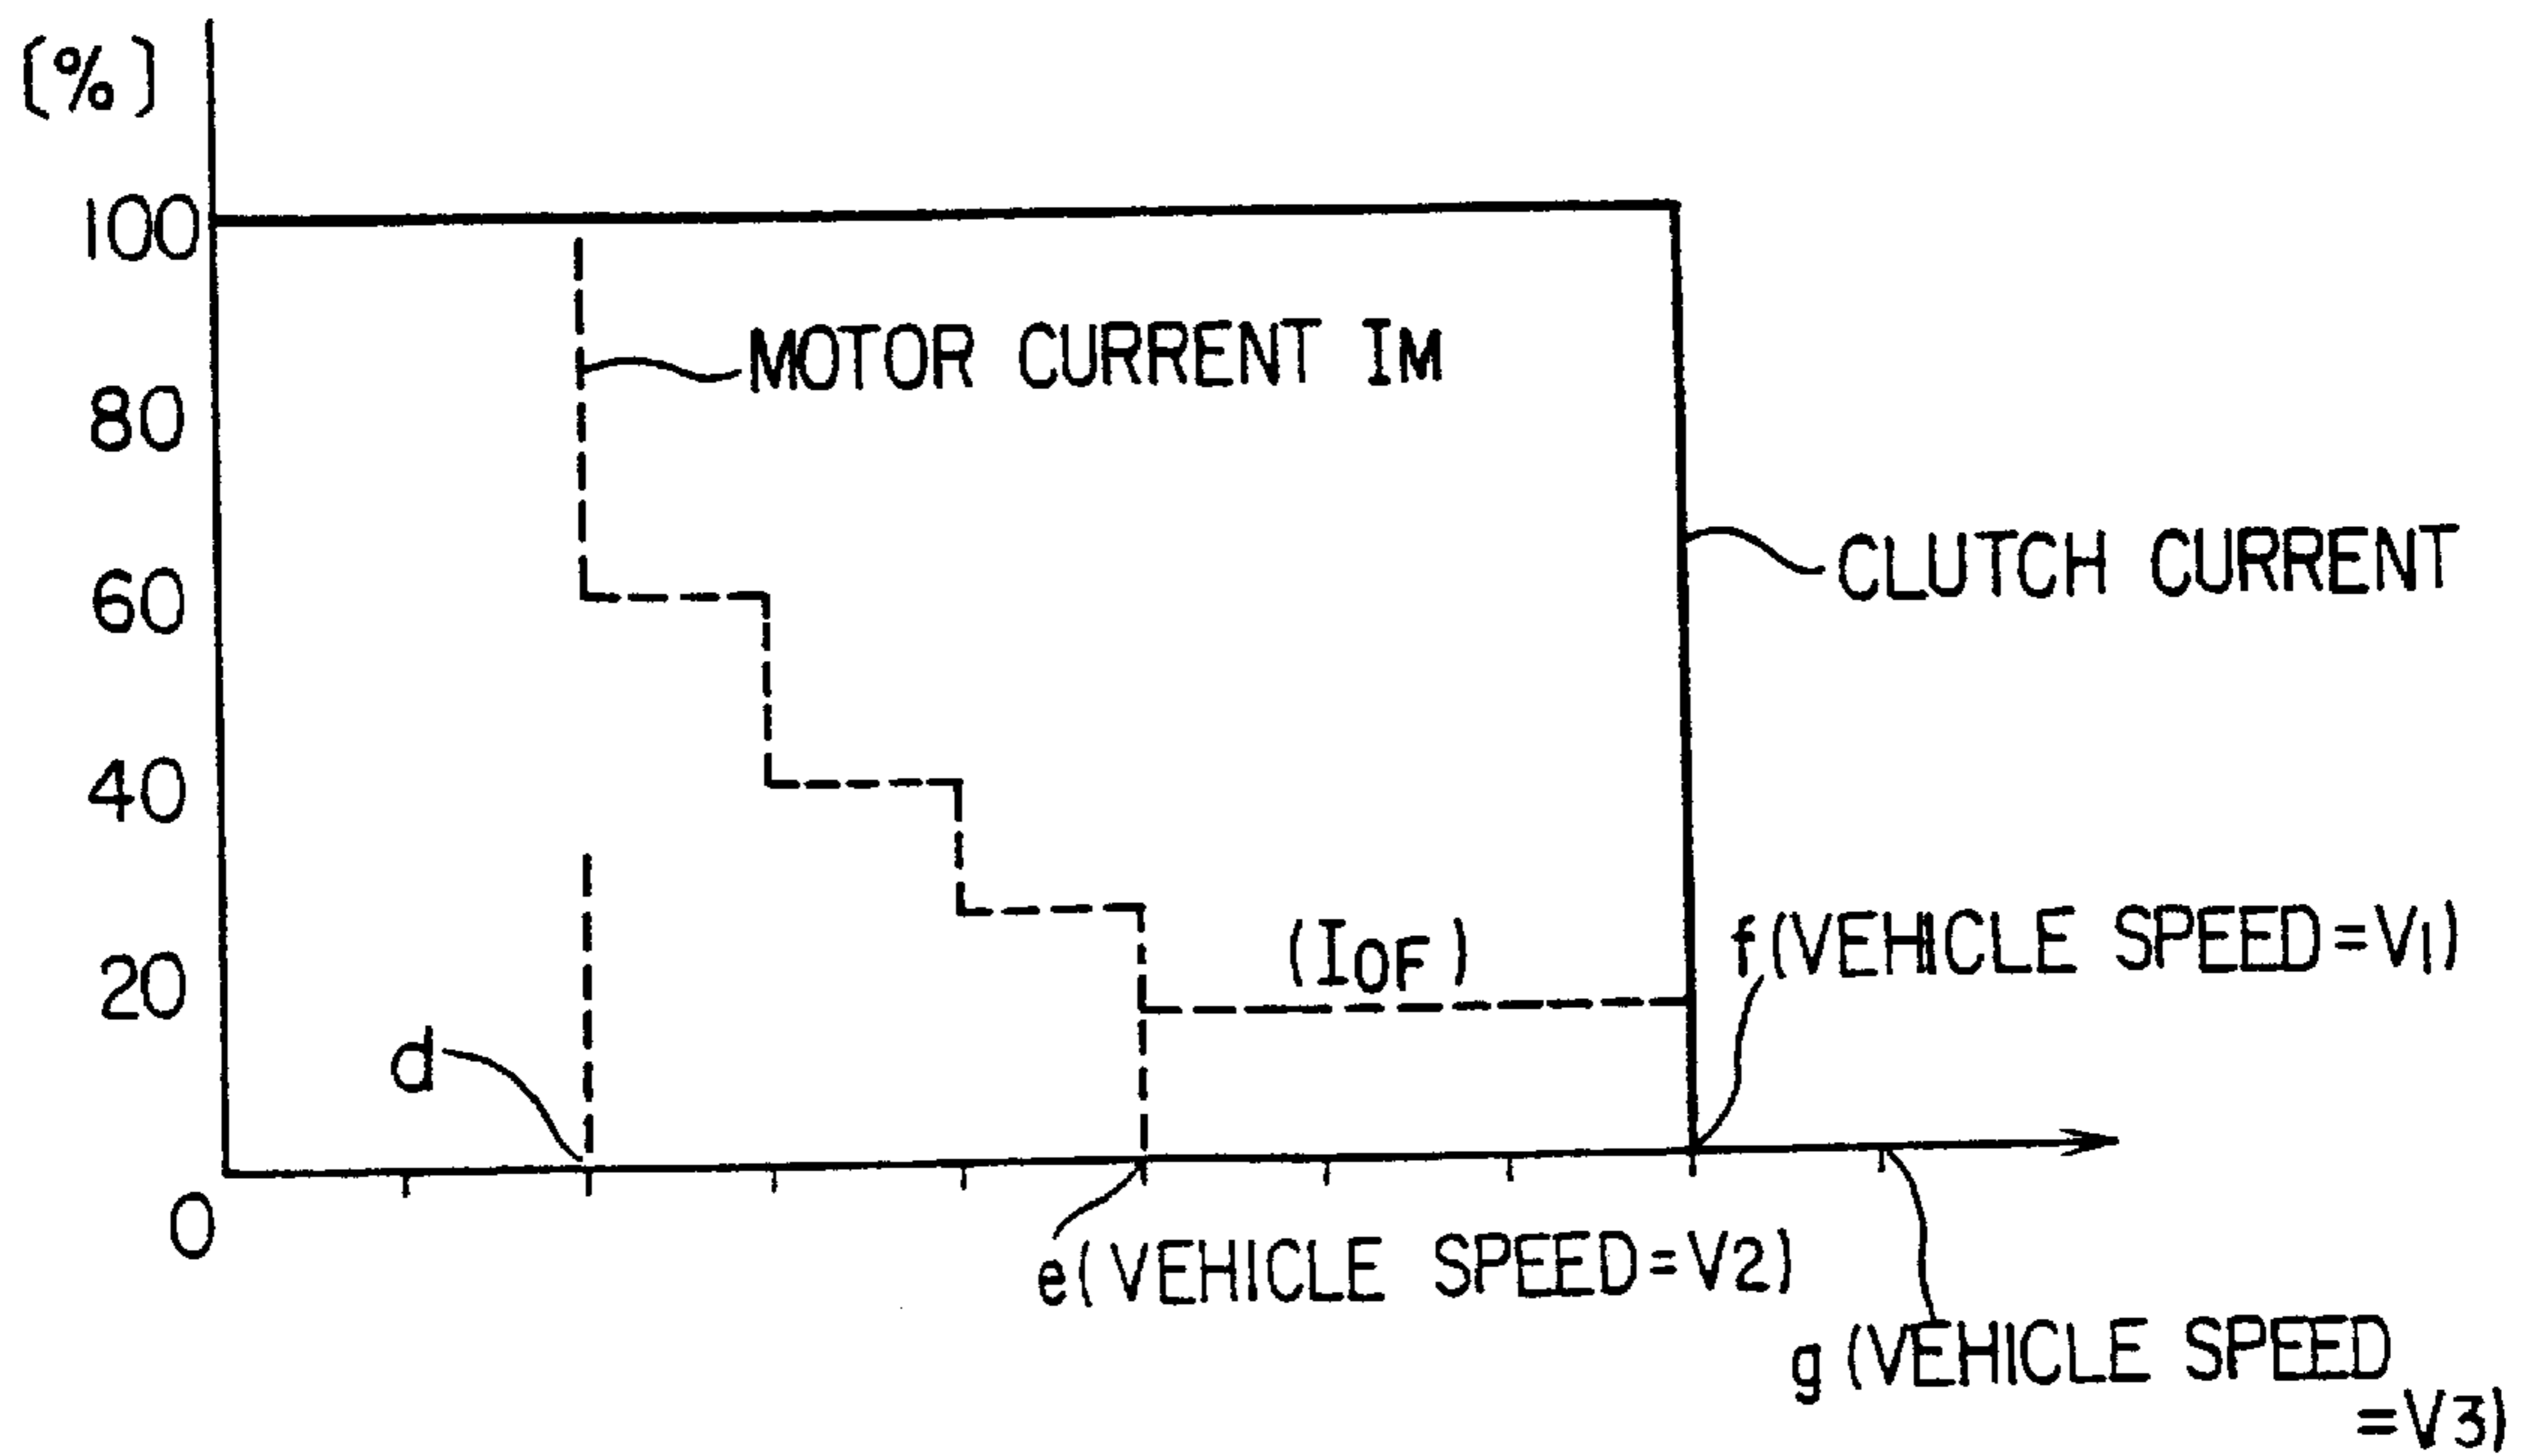 (%)
100
MOTOR CURRENT IM
80
CLUTCH CURRENT
60
40
20
(IOF)
f(VEHICLE SPEED=V1)
d
0
e(VEHICLE SPEED=V2)
g(VEHICLE SPEED
=V3)